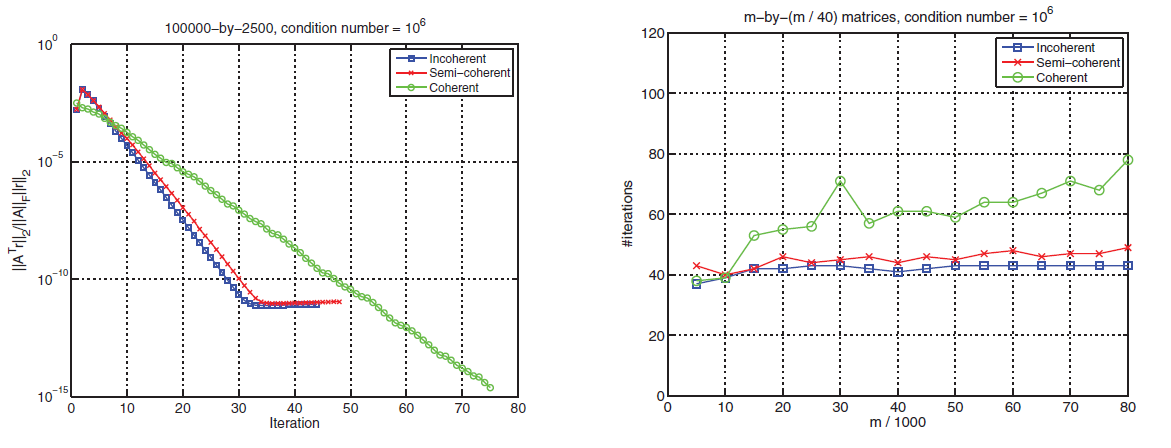 100000−by−2500, condition number = 10^6
10^0
10^−5
10^−10
10^−15
||A^T r||_2/||A||_F||r||_2
Incoherent
Semi−coherent
Coherent
0 10 20 30 40 50 60 70 80
Iteration
m−by−(m / 40) matrices, condition number = 10^6
120
100
80
60
40
20
0
#iterations
Incoherent
Semi−coherent
Coherent
0 10 20 30 40 50 60 70 80
m / 1000